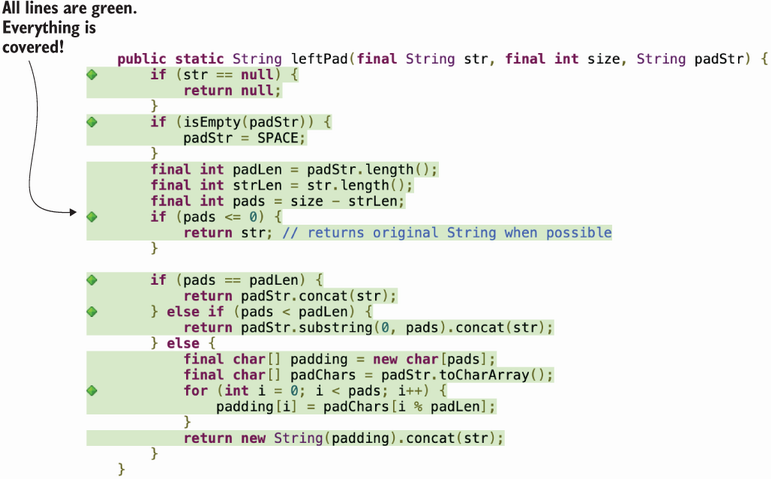 All lines are green.
Everything is
covered!
public static String leftPad(final String str, final int size, String padStr) {
if (str == null) {
return null;
}
if (isEmpty(padStr)) {
padStr = SPACE;
}
final int padLen = padStr.length();
final int strLen = str.length();
final int pads = size - strLen;
if (pads <= 0) {
return str; // returns original String when possible
}
if (pads == padLen) {
return padStr.concat(str);
} else if (pads < padLen) {
return padStr.substring(0, pads).concat(str);
} else {
final char[] padding = new char[pads];
final char[] padChars = padStr.toCharArray();
for (int i = 0; i < pads; i++) {
padding[i] = padChars[i % padLen];
}
return new String(padding).concat(str);
}
}